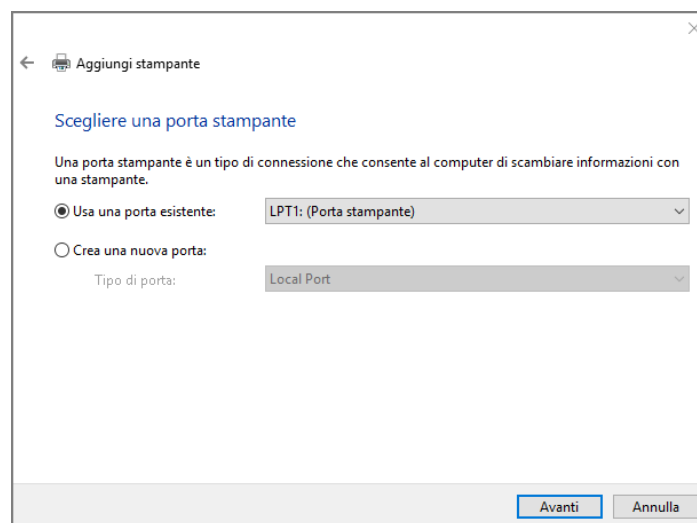 Aggiungi stampante
Scegliere una porta stampante
Una porta stampante è un tipo di connessione che consente al computer di scambiare informazioni con
una stampante.
Usa una porta esistente: LPT1: (Porta stampante)
Crea una nuova porta:
Tipo di porta: Local Port
Avanti Annulla